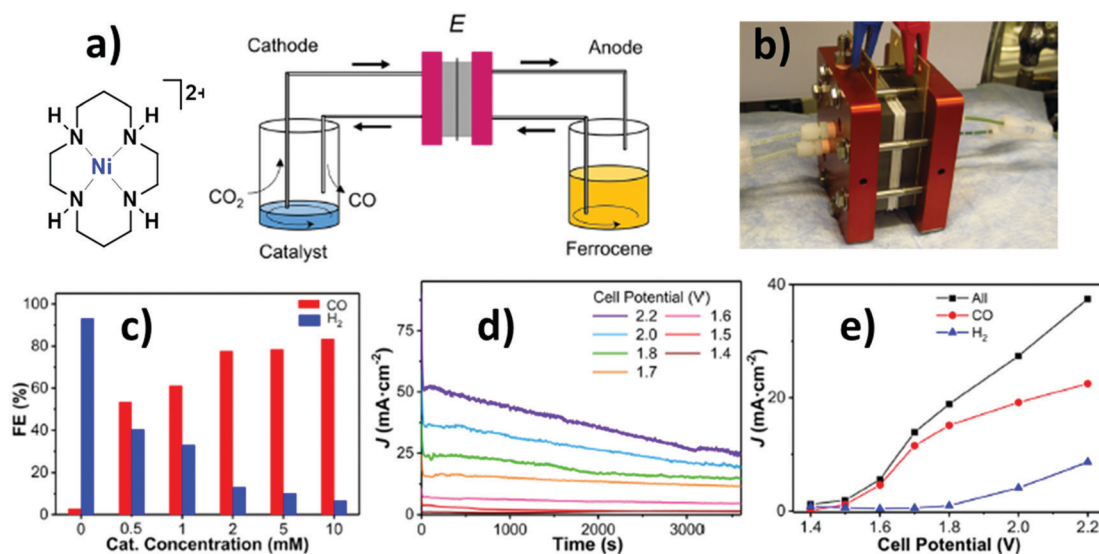 a)
]2+
H
H
N
N
Ni
N
N
H
H
Cathode
E
Anode
CO2
CO
Catalyst
Ferrocene
b)
c)
CO
H2
100
80
60
40
20
0
FE (%)
0 0.5 1 2 5 10
Cat. Concentration (mM)
d)
Cell Potential (V)
2.2 1.6
2.0 1.5
1.8 1.4
1.7
75
50
25
0
J (mA·cm-2)
0 1000 2000 3000
Time (s)
e)
All
CO
H2
40
20
0
J (mA·cm-2)
1.4 1.6 1.8 2.0 2.2
Cell Potential (V)